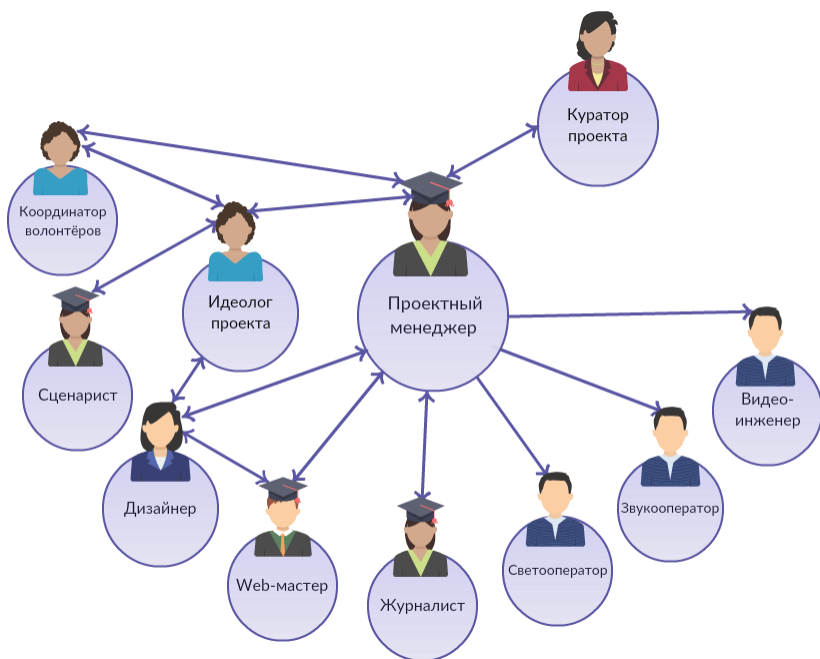 Куратор
проекта
Координатор
волонтёров
Идеолог
проекта
Проектный
менеджер
Сценарист
Видео-
инженер
Дизайнер
Звукооператор
Светооператор
Web-мастер
Журналист